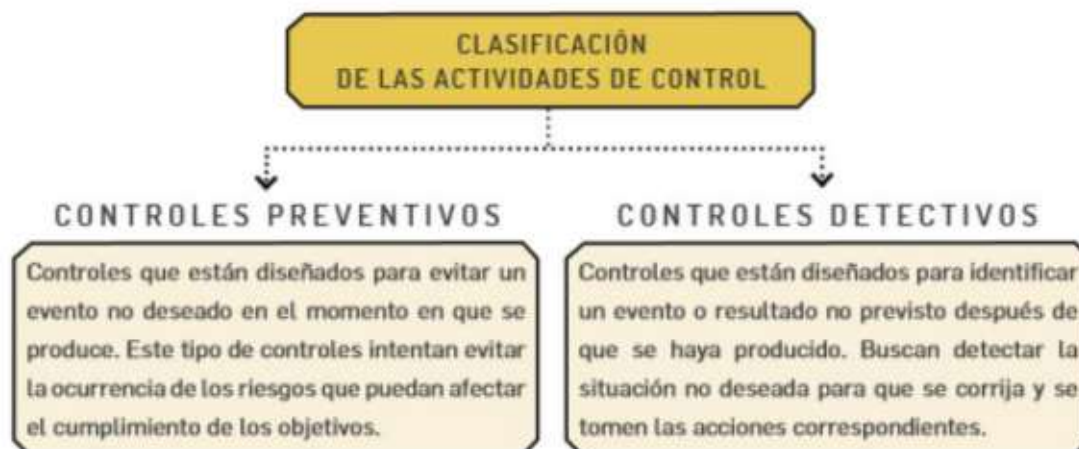 CLASIFICACIÓN
DE LAS ACTIVIDADES DE CONTROL
CONTROLES PREVENTIVOS
Controles que están diseñados para evitar un
evento no deseado en el momento en que se
produce. Este tipo de controles intentan evitar
la ocurrencia de los riesgos que puedan afectar
el cumplimiento de los objetivos.
CONTROLES DETECTIVOS
Controles que están diseñados para identificar
un evento o resultado no previsto después de
que se haya producido. Buscan detectar la
situación no deseada para que se corrija y se
tomen las acciones correspondientes.